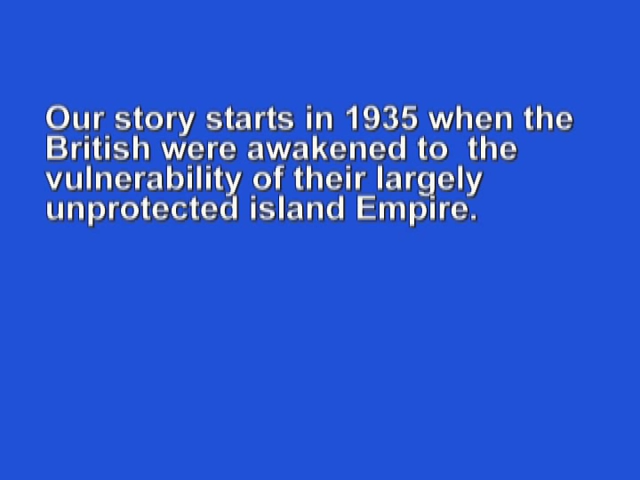 Our story starts in 1935 when the
British were awakened to  the
vulnerability of their largely
unprotected island Empire.